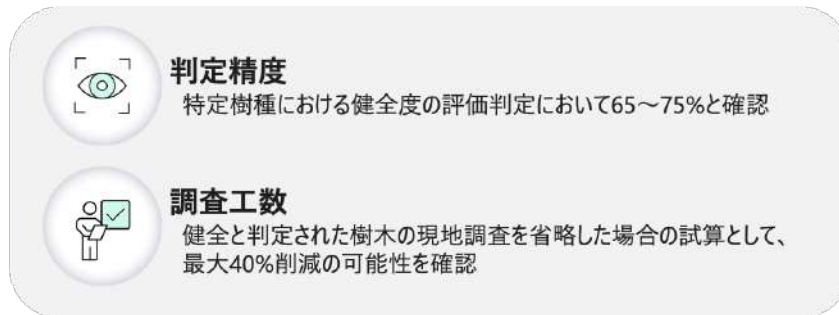 判定精度
特定樹種における健全度の評価判定において65～75%と確認
調査工数
健全と判定された樹木の現地調査を省略した場合の試算として、
最大40%削減の可能性を確認